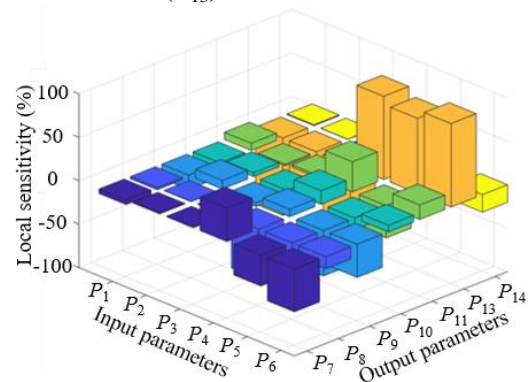 100
50
0
-50
-100
Local sensitivity (%)
P1
P2
P3
P4
P5
P6
Input parameters
P7
P8
P9
P10
P11
P13
P14
Output parameters